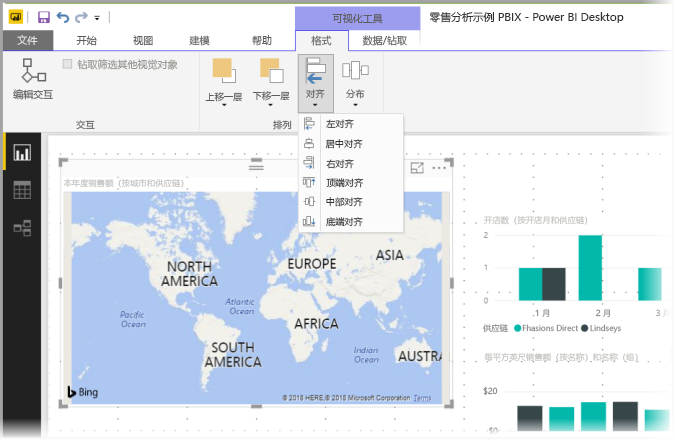 可视化工具
零售分析示例 PBIX - Power BI Desktop
文件 开始 视图 建模 帮助 格式 数据/钻取
编辑交互
钻取筛选其他视觉对象
上移一层 下移一层 对齐 分布
交互 排列
左对齐
居中对齐
右对齐
顶端对齐
中部对齐
底端对齐
本年度销售额（按城市和供应链）
NORTH
AMERICA
EUROPE
ASIA
Pacific
Ocean
Atlantic
Ocean
AFRICA
SOUTH
AMERICA
Indian
Ocean
AUSTRA
Bing
© 2018 HERE, © 2018 Microsoft Corporation Terms
开店数（按开店月和供应链）
2
1
0
1 月 2 月 3 月
供应链 Fhasions Direct Lindseys
每平方英尺销售额（按名称）和名称（组）
$20
$0